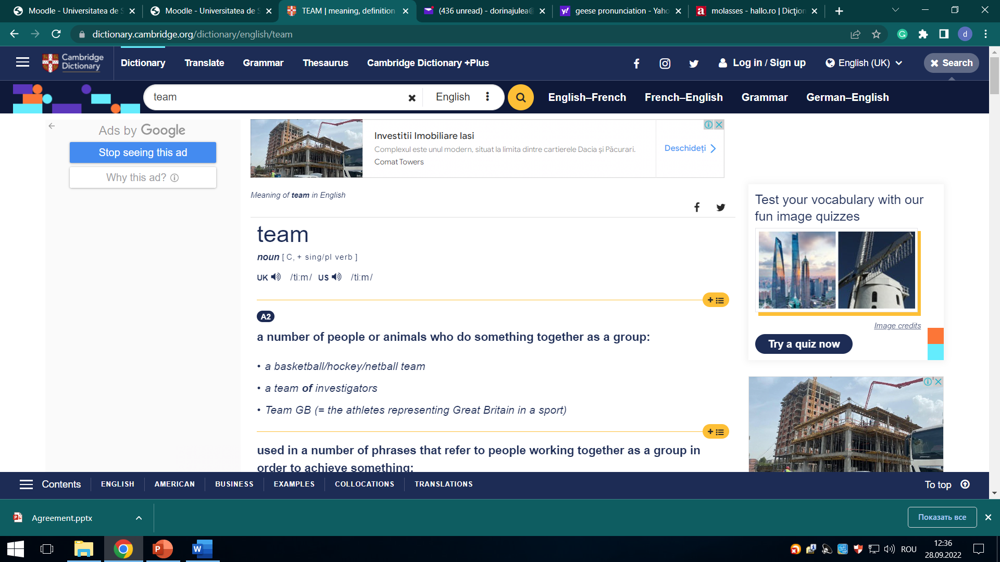 Moodle - Universitatea de S
Moodle - Universitatea de S
TEAM | meaning, definition
(436 unread) - dorinajulea@
geese pronunciation - Yaho
molasses - hallo.ro | Dicţion
dictionary.cambridge.org/dictionary/english/team
d
Cambridge
Dictionary
Dictionary
Translate
Grammar
Thesaurus
Cambridge Dictionary +Plus
Log in / Sign up
English (UK)
Search
team
English
English–French
French–English
Grammar
German–English
Ads by Google
Stop seeing this ad
Why this ad?
Investitii Imobiliare Iasi
Complexul este unul modern, situat la limita dintre cartierele Dacia și Păcurari.
Comat Towers
Deschideți
Meaning of team in English
team
noun [ C, + sing/pl verb ]
UK /tiːm/ US /tiːm/
A2
a number of people or animals who do something together as a group:
• a basketball/hockey/netball team
• a team of investigators
• Team GB (= the athletes representing Great Britain in a sport)
used in a number of phrases that refer to people working together as a group in
order to achieve something:
Test your vocabulary with our
fun image quizzes
Image credits
Try a quiz now
Contents
ENGLISH
AMERICAN
BUSINESS
EXAMPLES
COLLOCATIONS
TRANSLATIONS
To top
Agreement.pptx
Показать все
ROU
12:36
28.09.2022